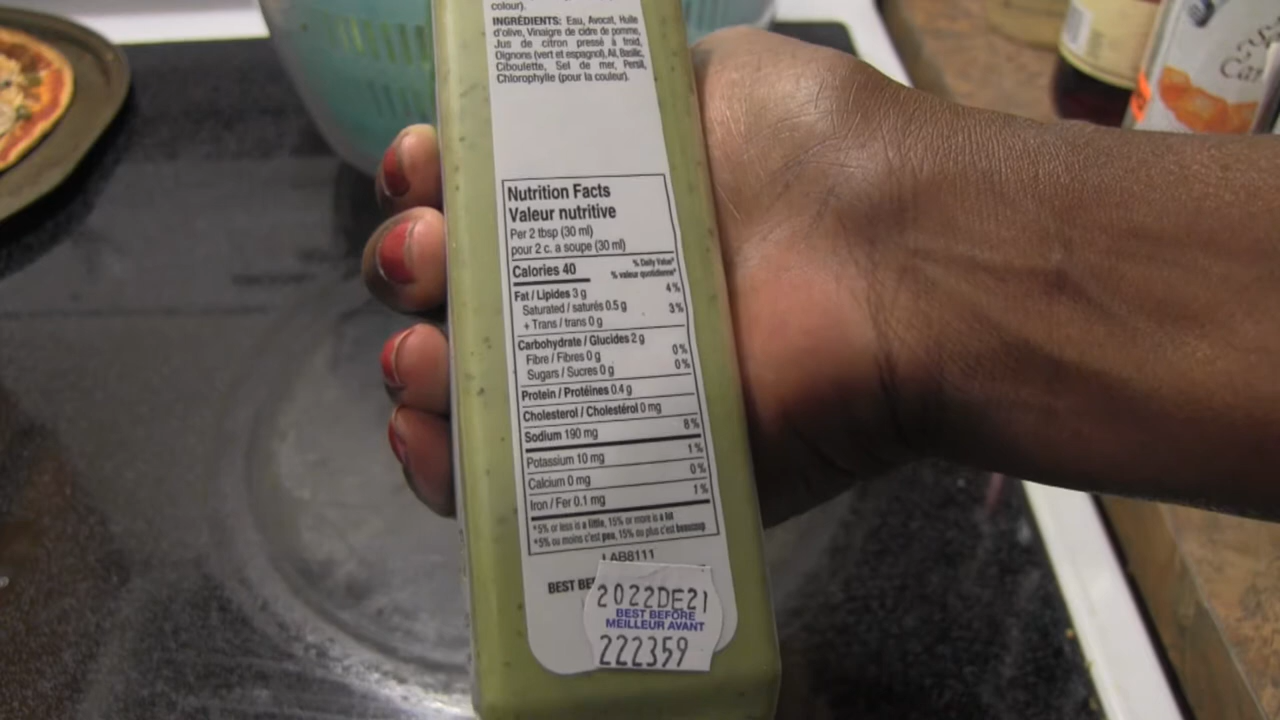 colour).
INGRÉDIENTS: Eau, Avocat, Huile
d'olive, Vinaigre de cidre de pomme,
Jus de citron pressé à froid,
Oignons (vert et espagnol), Ail, Basilic,
Ciboulette, Sel de mer, Persil,
Chlorophylle (pour la couleur).
Nutrition Facts
Valeur nutritive
Per 2 tbsp (30 ml)
pour 2 c. a soupe (30 ml)
Calories 40
% Daily Value*
% valeur quotidienne*
Fat / Lipides 3 g 4%
Saturated / saturés 0.5 g 3%
+ Trans / trans 0 g
Carbohydrate / Glucides 2 g
Fibre / Fibres 0 g 0%
Sugars / Sucres 0 g 0%
Protein / Protéines 0.4 g
Cholesterol / Cholestérol 0 mg
Sodium 190 mg 8%
Potassium 10 mg 1%
Calcium 0 mg 0%
Iron / Fer 0.1 mg 1%
*5% or less is a little, 15% or more is a lot
*5% ou moins c'est peu, 15% ou plus c'est beaucoup
LAB8111
BEST BE
2022DE21
BEST BEFORE
MEILLEUR AVANT
222359